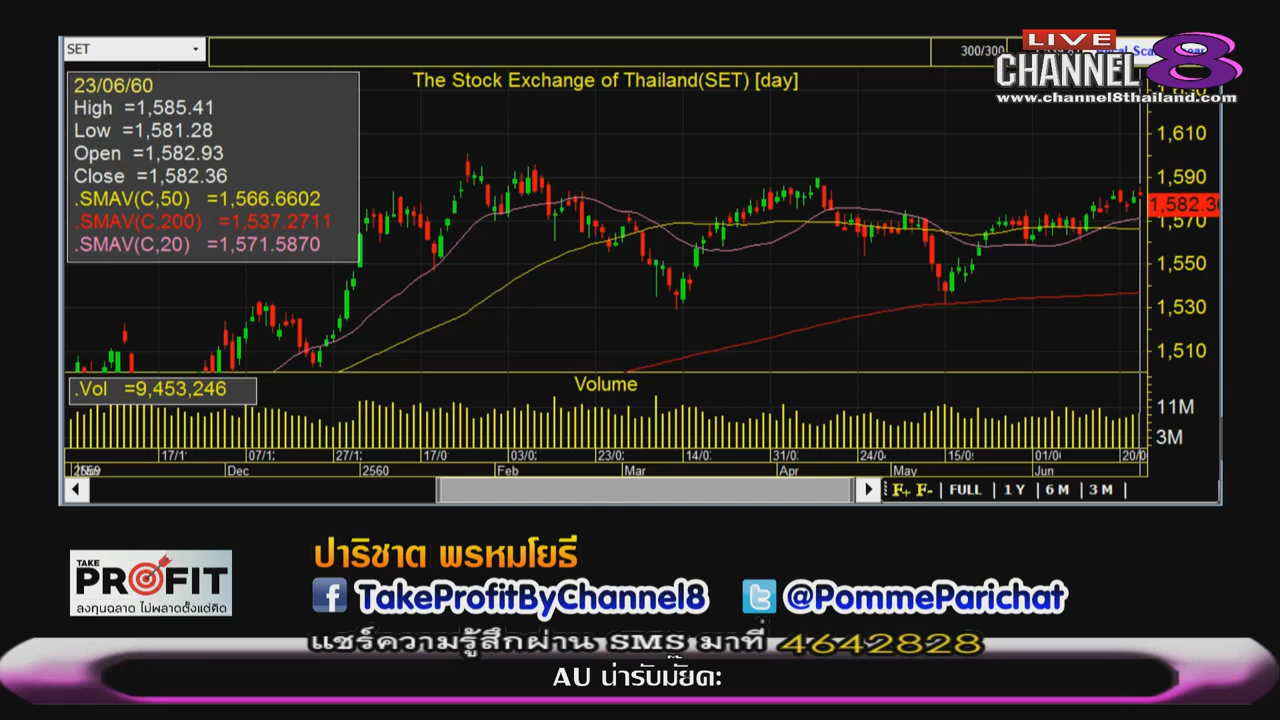 SET
300/300
LIVE
CHANNEL 8
www.channel8thailand.com
The Stock Exchange of Thailand(SET) [day]
23/06/60
High =1,585.41
Low =1,581.28
Open =1,582.93
Close =1,582.36
.SMAV(C,50) =1,566.6602
.SMAV(C,200) =1,537.2711
.SMAV(C,20) =1,571.5870
1,610
1,590
1,582.3
1,570
1,550
1,530
1,510
.Vol =9,453,246
Volume
11M
3M
17/1 07/1 27/1 17/0 03/0 23/0 14/0 31/0 24/0 15/0 01/0 20/0
Dec 2560 Feb Mar Apr May Jun
F+ F- | FULL | 1 Y | 6 M | 3 M |
TAKE
PROFIT
ลงทุนฉลาด ไม่พลาดตั้งแต่คิด
ปาริชาต พรหมโยธี
f TakeProfitByChannel8
t @PommeParichat
แชร์ความรู้สึกผ่าน SMS มาที่ 4642828
AU น่ารับมั๊ยคะ